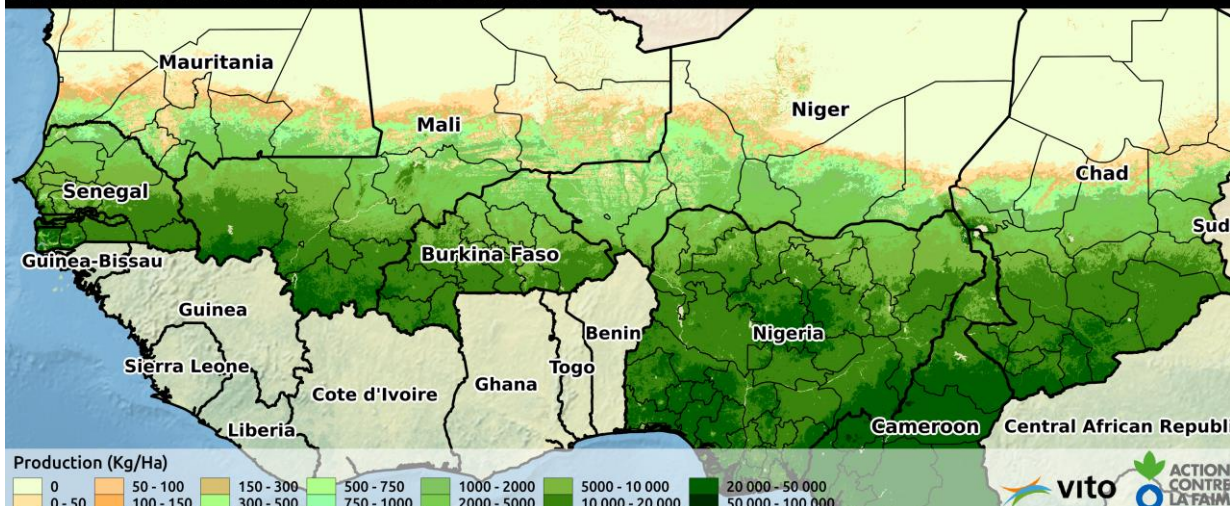 Mauritania
Mali
Niger
Chad
Senegal
Sud
Burkina Faso
Guinea-Bissau
Guinea
Benin
Nigeria
Sierra Leone
Togo
Ghana
Cote d'Ivoire
Liberia
Cameroon
Central African Republi
Production (Kg/Ha)
0 50 - 100 150 - 300 500 - 750 1000 - 2000 5000 - 10 000 20 000 - 50 000
0 - 50 100 - 150 300 - 500 750 - 1000 2000 - 5000 10 000 - 20 000 50 000 - 100 000
vito
ACTION
CONTRE
LA FAIM